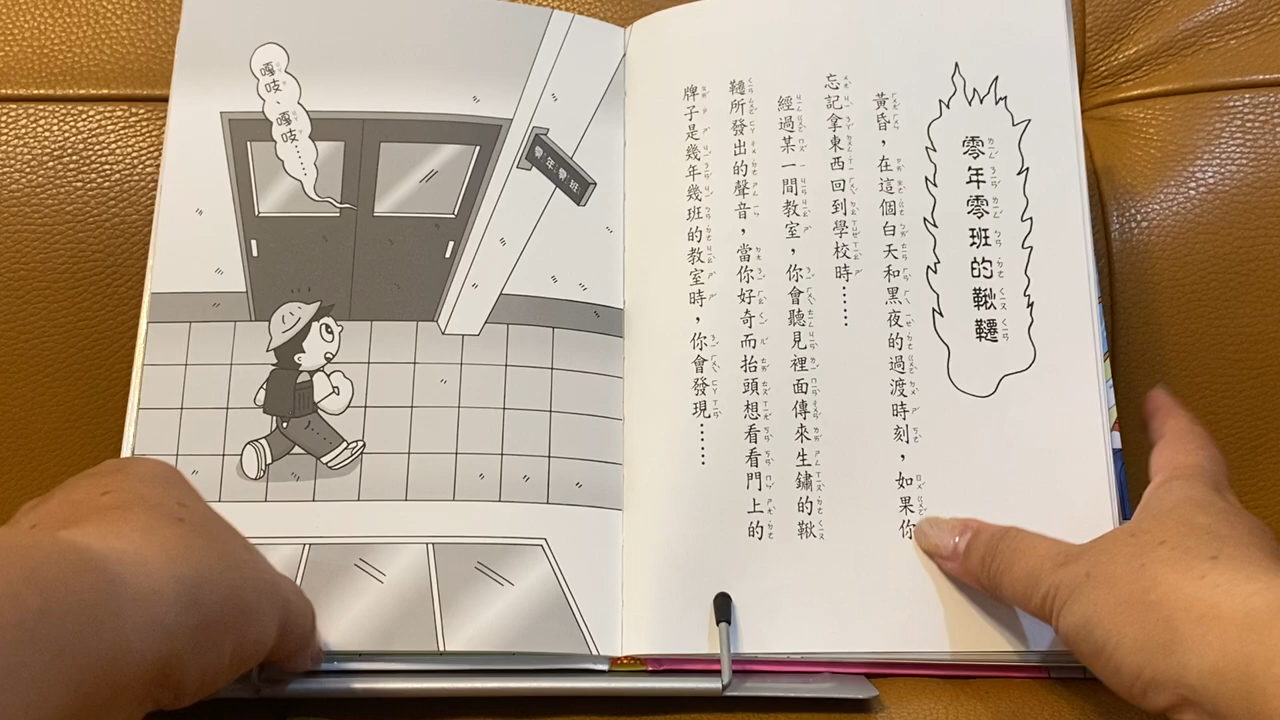 零年零班的鞦韆
黃昏，在這個白天和黑夜的過渡時刻，如果你
忘記拿東西回到學校時……
經過某一間教室，你會聽見裡面傳來生鏽的鞦
韆所發出的聲音，當你好奇而抬頭想看看門上的
牌子是幾年幾班的教室時，你會發現……
嘎吱、嘎吱……
零年零班